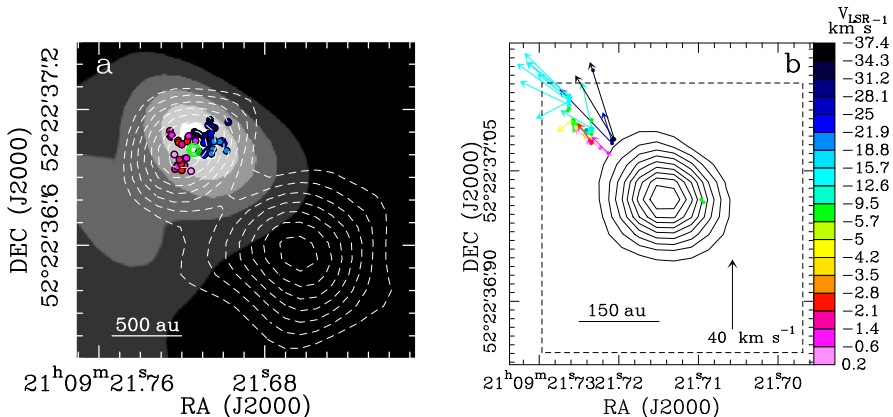 a
DEC (J2000)
52°22'37.'2
52°22'36.'6
500 au
21ʰ09ᵐ21.ˢ76
21.ˢ68
RA (J2000)
b
DEC (J2000)
52°22'37.'05
52°22'36.'90
150 au
40 km s⁻¹
21ʰ09ᵐ21.ˢ73
21.ˢ72
21.ˢ71
21.ˢ70
RA (J2000)
V LSR
km s⁻¹
−37.4
−34.3
−31.2
−28.1
−25
−21.9
−18.8
−15.7
−12.6
−9.5
−5.7
−5
−4.2
−3.5
−2.8
−2.1
−1.4
−0.6
0.2